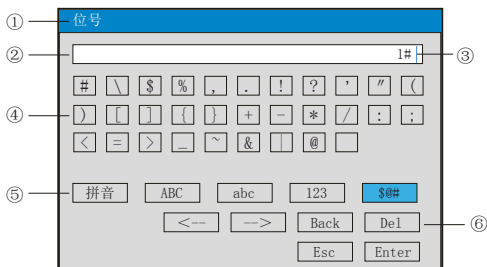 ① 位号
② 1# ③
# \ $ % , . ! ? ' " (
④ ) [ ] { } + - * / : ;
< = > _ ~ & | @
⑤ 拼音 ABC abc 123 $@#
<-- --> Back Del ⑥
Esc Enter